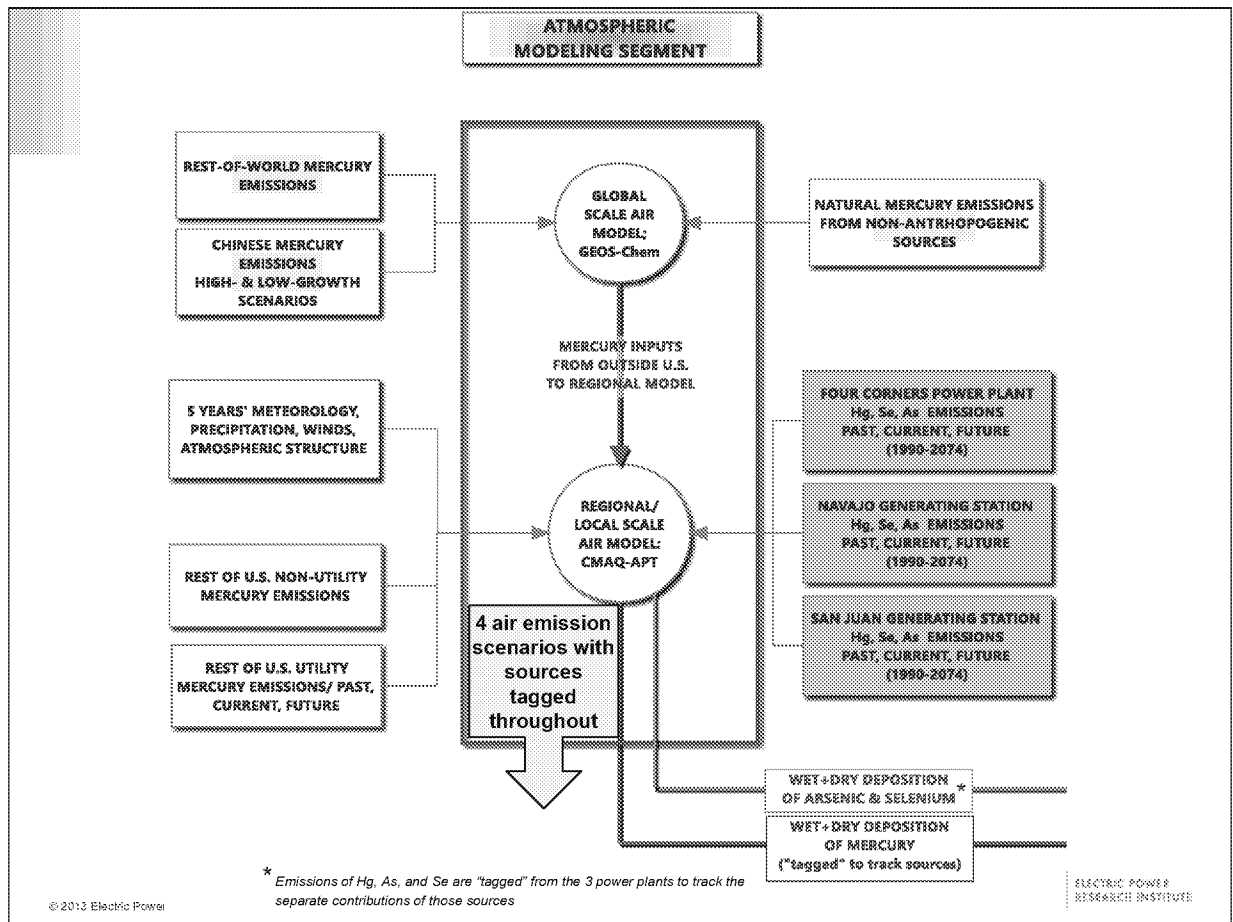 ATMOSPHERIC
MODELING SEGMENT
REST-OF-WORLD MERCURY
EMISSIONS
CHINESE MERCURY
EMISSIONS
HIGH- & LOW-GROWTH
SCENARIOS
GLOBAL
SCALE AIR
MODEL;
GEOS-Chem
NATURAL MERCURY EMISSIONS
FROM NON-ANTRHOPOGENIC
SOURCES
MERCURY INPUTS
FROM OUTSIDE U.S.
TO REGIONAL MODEL
5 YEARS' METEOROLOGY,
PRECIPITATION, WINDS,
ATMOSPHERIC STRUCTURE
REST OF U.S. NON-UTILITY
MERCURY EMISSIONS
REST OF U.S. UTILITY
MERCURY EMISSIONS/ PAST,
CURRENT, FUTURE
REGIONAL/
LOCAL SCALE
AIR MODEL:
CMAQ-APT
FOUR CORNERS POWER PLANT
Hg, Se, As EMISSIONS
PAST, CURRENT, FUTURE
(1990-2074)
NAVAJO GENERATING STATION
Hg, Se, As EMISSIONS
PAST, CURRENT, FUTURE
(1990-2074)
SAN JUAN GENERATING STATION
Hg, Se, As EMISSIONS
PAST, CURRENT, FUTURE
(1990-2074)
4 air emission
scenarios with
sources
tagged
throughout
WET+DRY DEPOSITION
OF ARSENIC & SELENIUM*
WET+DRY DEPOSITION
OF MERCURY
("tagged" to track sources)
* Emissions of Hg, As, and Se are "tagged" from the 3 power plants to track the
separate contributions of those sources
© 2013 Electric Power
ELECTRIC POWER
RESEARCH INSTITUTE